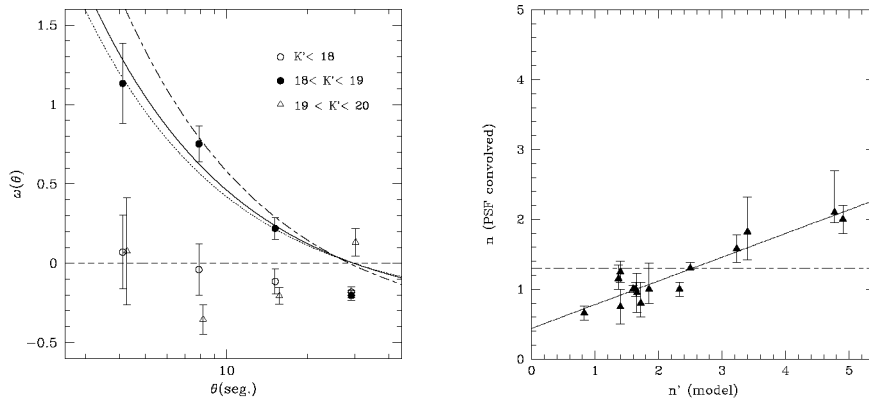 1.5
1
0.5
0
−0.5
ω(θ)
K'< 18
18< K'< 19
19 < K'< 20
10
θ(seg.)
5
4
3
2
1
0
n (PSF convolved)
0 1 2 3 4 5
n' (model)